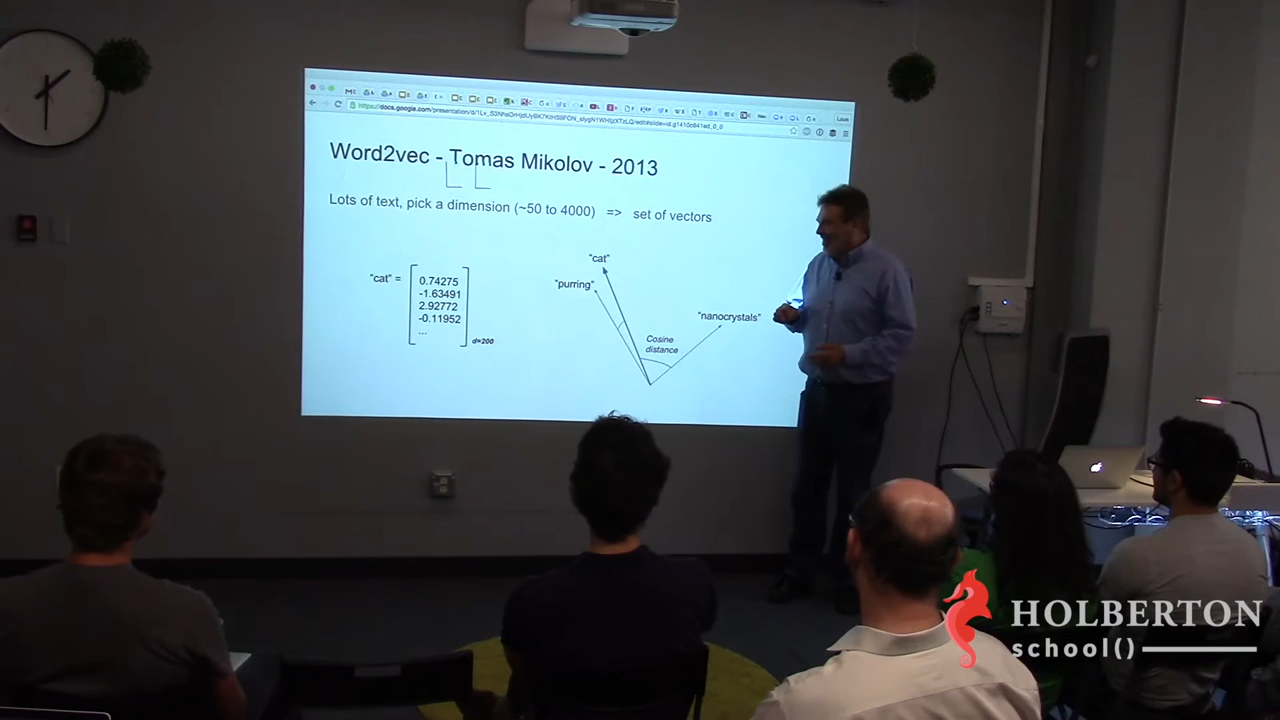 Word2vec - Tomas Mikolov - 2013
Lots of text, pick a dimension (~50 to 4000) => set of vectors
"cat" =
0.74275
-1.63491
2.92772
-0.11952
...
d=200
"cat"
"purring"
"nanocrystals"
Cosine
distance
HOLBERTON
school()